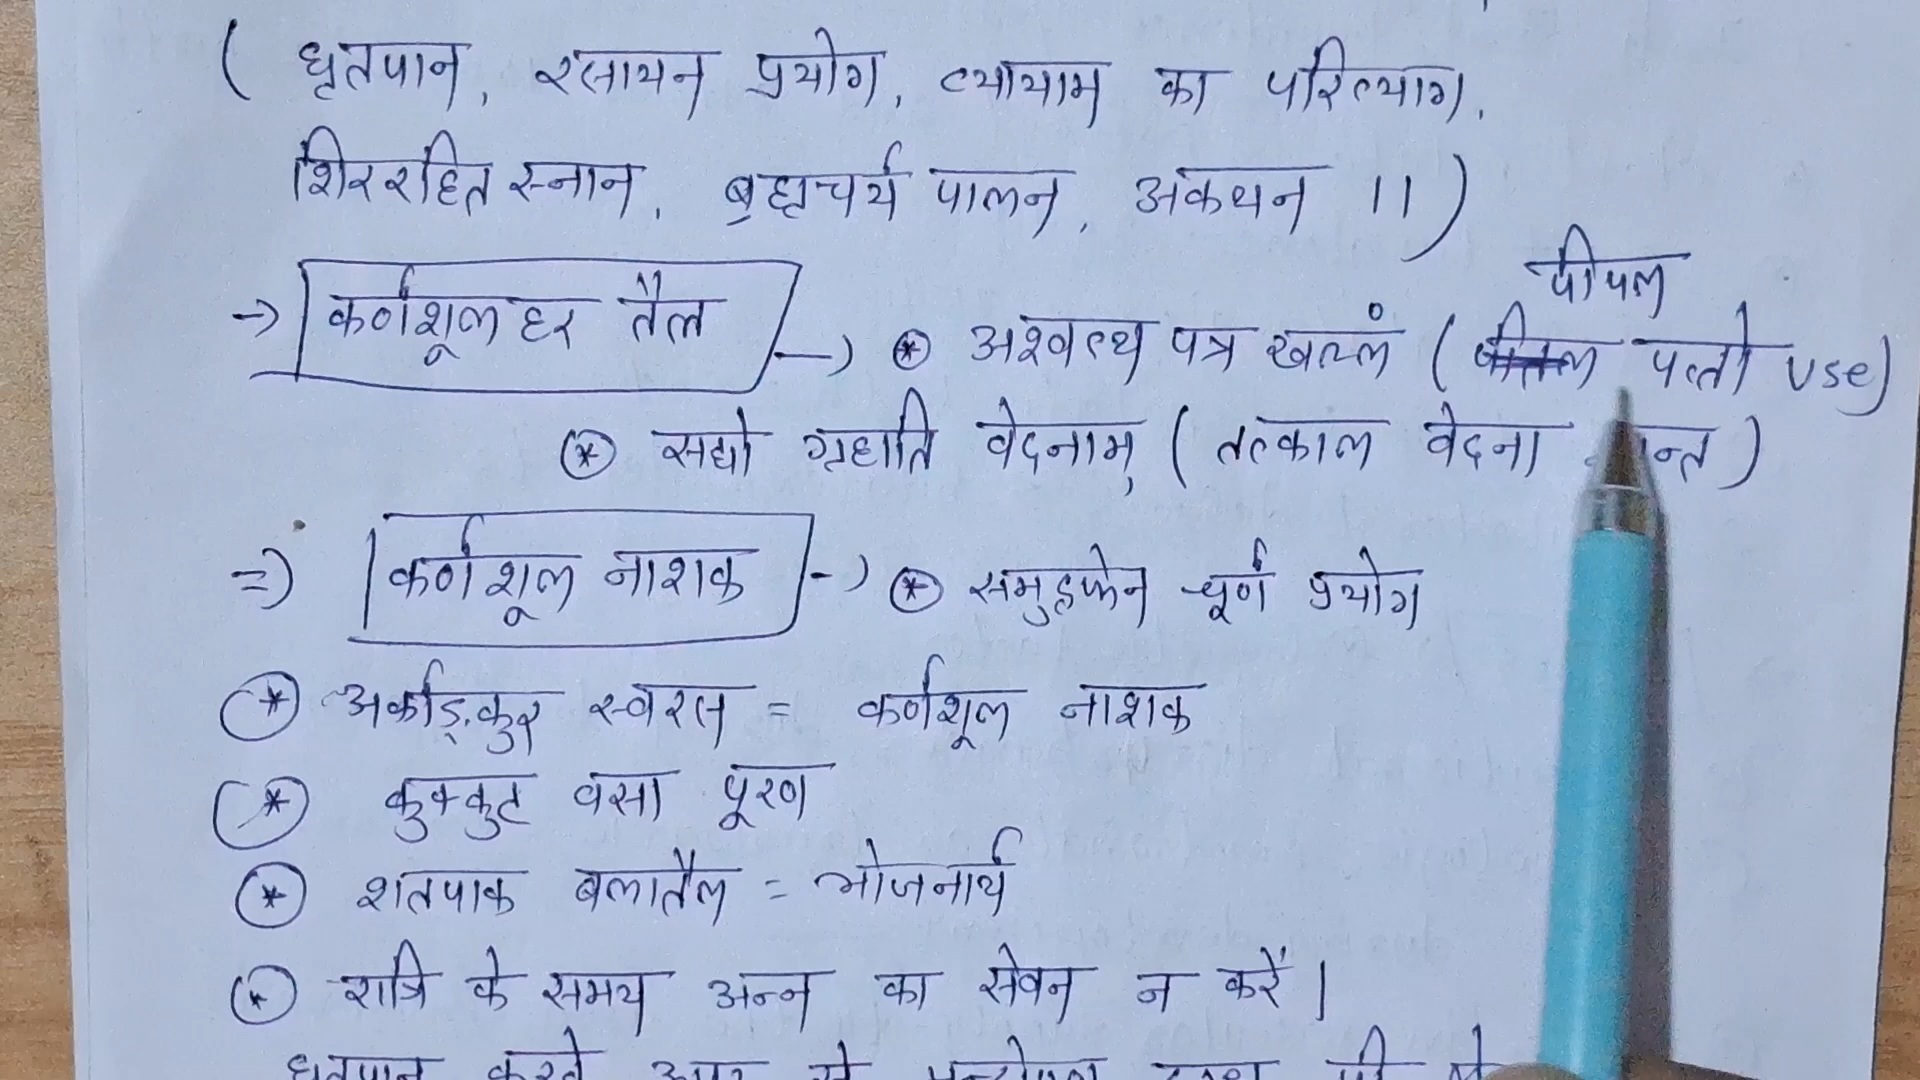 ( घृतपान, रसायन प्रयोग, व्यायाम का परित्याग,
शिररहित स्नान, ब्रह्मचर्य पालन, अकथन ।। )
→ कर्णशूल हर तैल → * अश्वत्थ पत्र खल्लं ( पीपल पत्तो use)
* सद्यो गृह्णाति वेदनाम् ( तत्काल वेदना शान्त )
⇒ कर्णशूल नाशक → * समुद्रफेन चूर्ण प्रयोग
* अर्काङ्कुर स्वरस = कर्णशूल नाशक
* कुक्कुट वसा पूरण
* शतपाक बलातैल = भोजनार्थ
* रात्रि के समय अन्न का सेवन न करें।
घृतपान करके